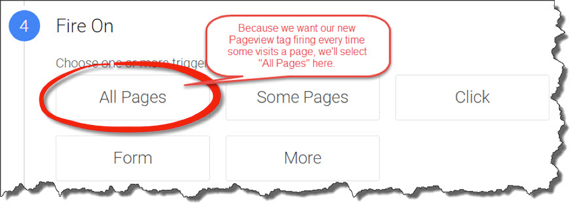 4
Fire On
Because we want our new
Pageview tag firing every time
some visits a page, we'll select
"All Pages" here.
Choose one or more trigger
All Pages
Some Pages
Click
Form
More